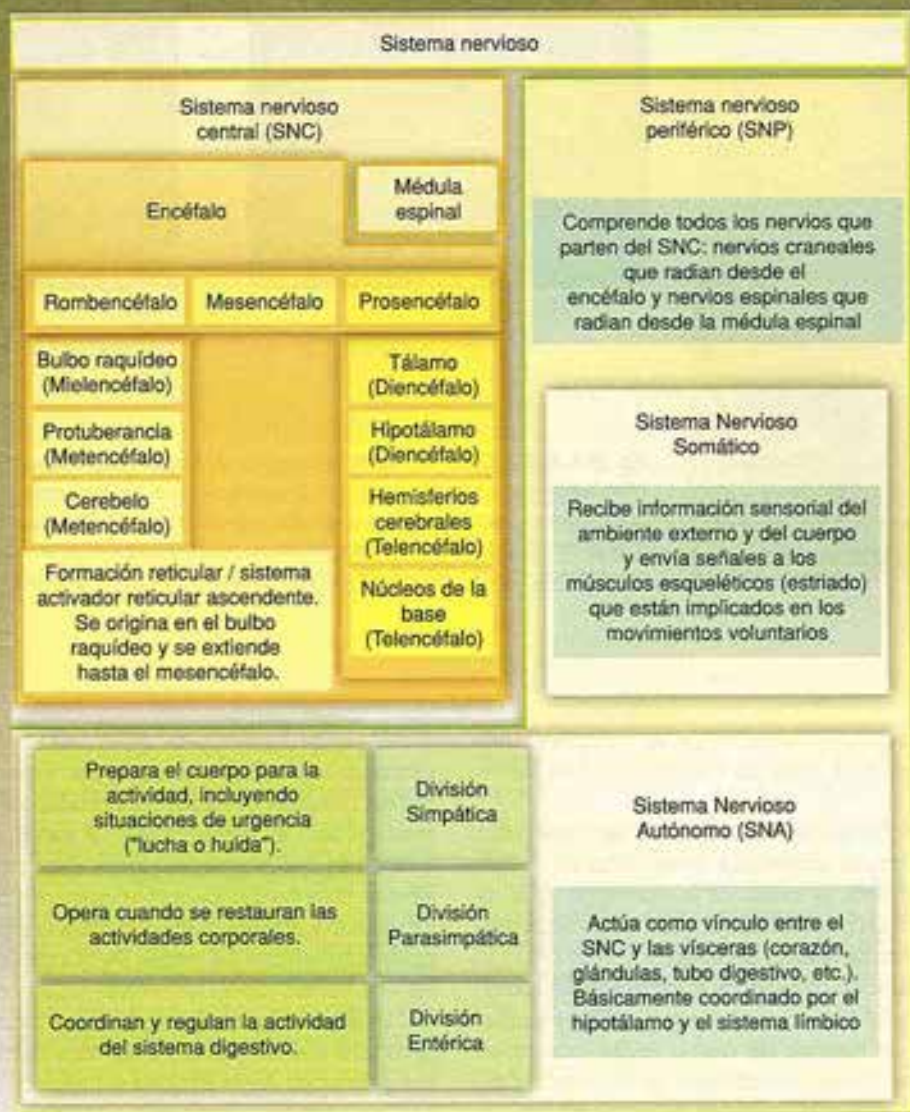 Sistema nervioso
Sistema nervioso
central (SNC)
Encéfalo
Médula
espinal
Rombencéfalo
Mesencéfalo
Prosencéfalo
Bulbo raquídeo
(Mielencéfalo)
Protuberancia
(Metencéfalo)
Cerebelo
(Metencéfalo)
Formación reticular / sistema
activador reticular ascendente.
Se origina en el bulbo
raquídeo y se extiende
hasta el mesencéfalo.
Tálamo
(Diencéfalo)
Hipotálamo
(Diencéfalo)
Hemisferios
cerebrales
(Telencéfalo)
Núcleos de la
base
(Telencéfalo)
Sistema nervioso
periférico (SNP)
Comprende todos los nervios que
parten del SNC: nervios craneales
que radian desde el
encéfalo y nervios espinales que
radian desde la médula espinal
Sistema Nervioso
Somático
Recibe información sensorial del
ambiente externo y del cuerpo
y envía señales a los
músculos esqueléticos (estriado)
que están implicados en los
movimientos voluntarios
Sistema Nervioso
Autónomo (SNA)
Actúa como vínculo entre el
SNC y las vísceras (corazón,
glándulas, tubo digestivo, etc.).
Básicamente coordinado por el
hipotálamo y el sistema límbico
Prepara el cuerpo para la
actividad, incluyendo
situaciones de urgencia
("lucha o huida").
División
Simpática
Opera cuando se restauran las
actividades corporales.
División
Parasimpática
Coordinan y regulan la actividad
del sistema digestivo.
División
Entérica